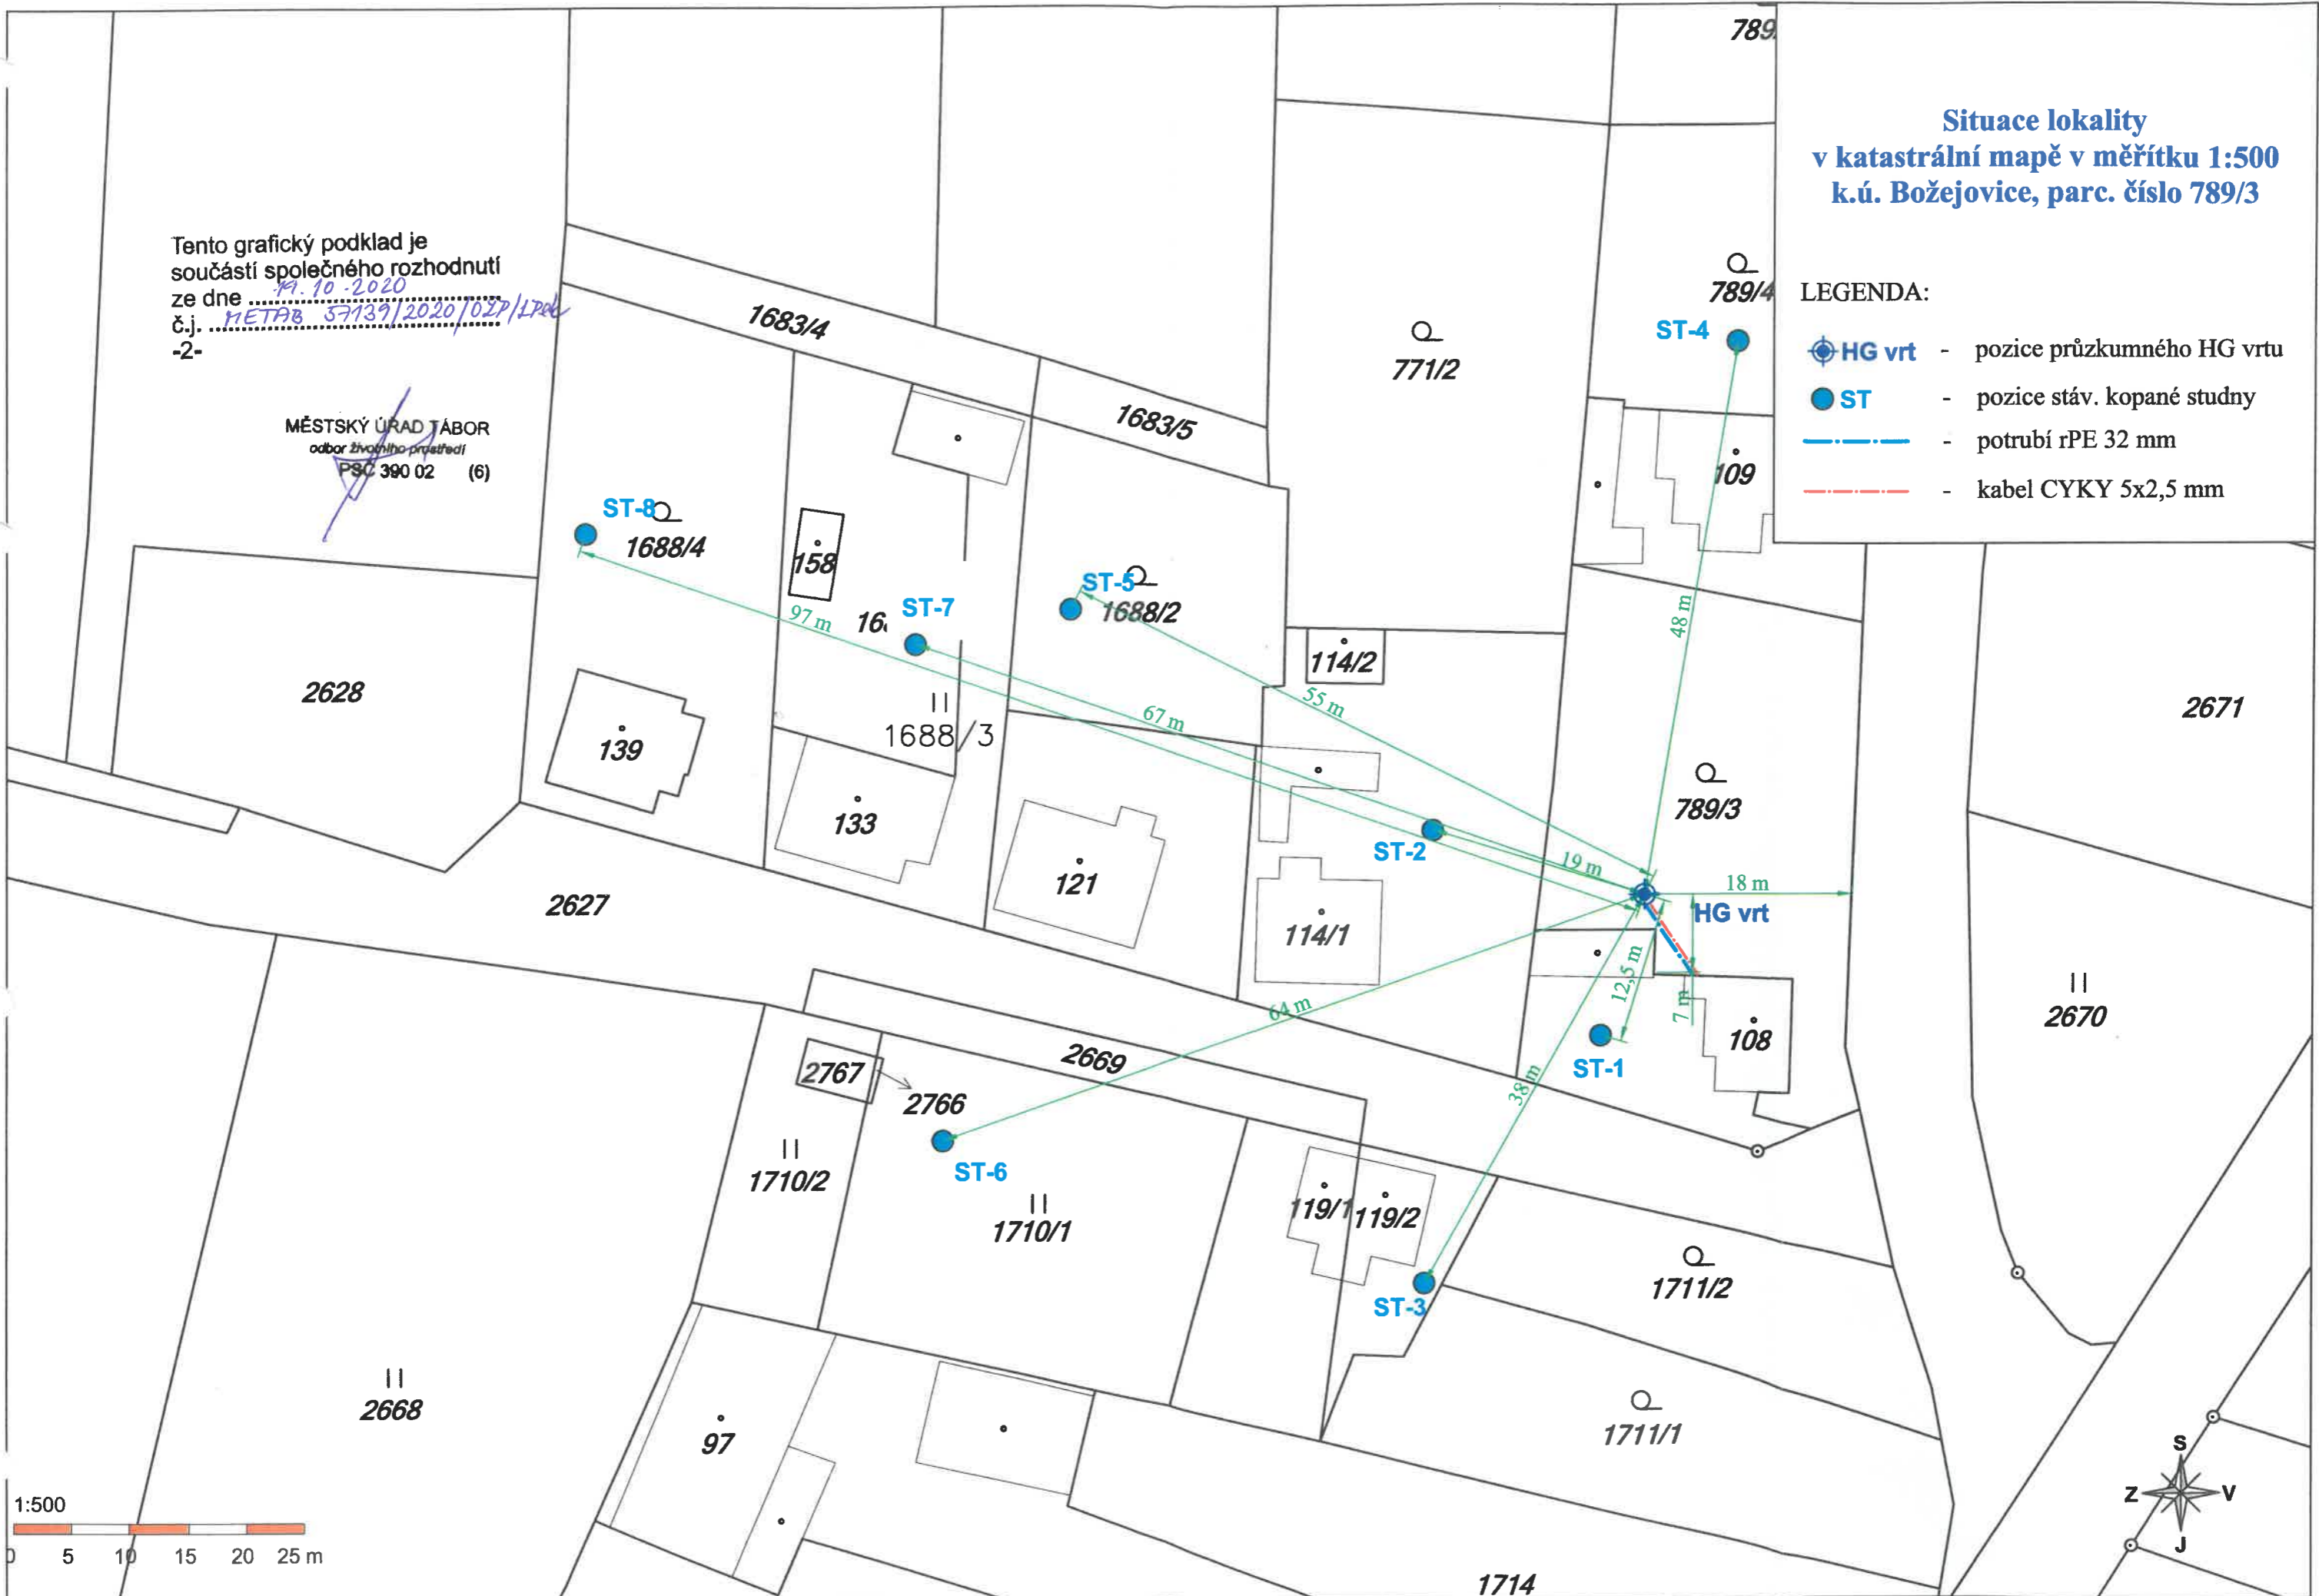 789
Situace lokality
v katastrální mapě v měřítku 1:500
k.ú. Božejovice, parc. číslo 789/3
LEGENDA:
HG vrt - pozice průzkumného HG vrtu
ST - pozice stáv. kopané studny
- potrubí rPE 32 mm
- kabel CYKY 5x2,5 mm
Tento grafický podklad je
součástí společného rozhodnutí
ze dne 19.10.2020
č.j. METAB 57139/2020/OŽP/
-2-
MĚSTSKÝ ÚŘAD TÁBOR
odbor životního prostředí
PSČ 390 02 (6)
1683/4
1683/5
771/2
789/4
ST-4
109
ST-8
1688/4
158
97 m
16
ST-7
ST-5
1688/2
48 m
114/2
2628
55 m
67 m
1688/3
2671
139
133
789/3
121
ST-2
19 m
18 m
HG vrt
2627
114/1
12,5 m
7 m
64 m
108
ST-1
2670
38 m
2669
2767
2766
ST-6
1710/2
1710/1
119/1
119/2
ST-3
1711/2
2668
97
1711/1
1714
1:500
0 5 10 15 20 25 m
S
Z V
J